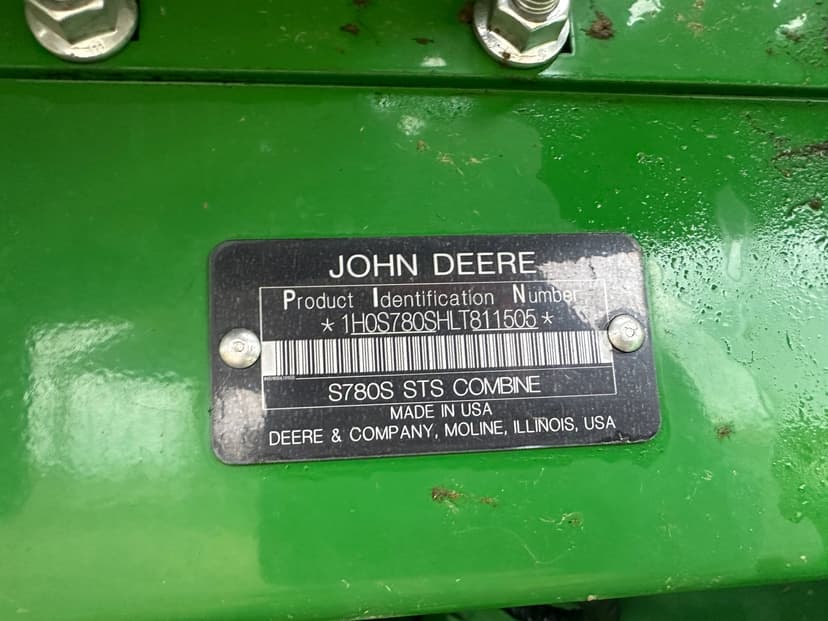 JOHN DEERE
Product Identification Number
*1H0S780SHLT811505*
S780S STS COMBINE
MADE IN USA
DEERE & COMPANY, MOLINE, ILLINOIS, USA